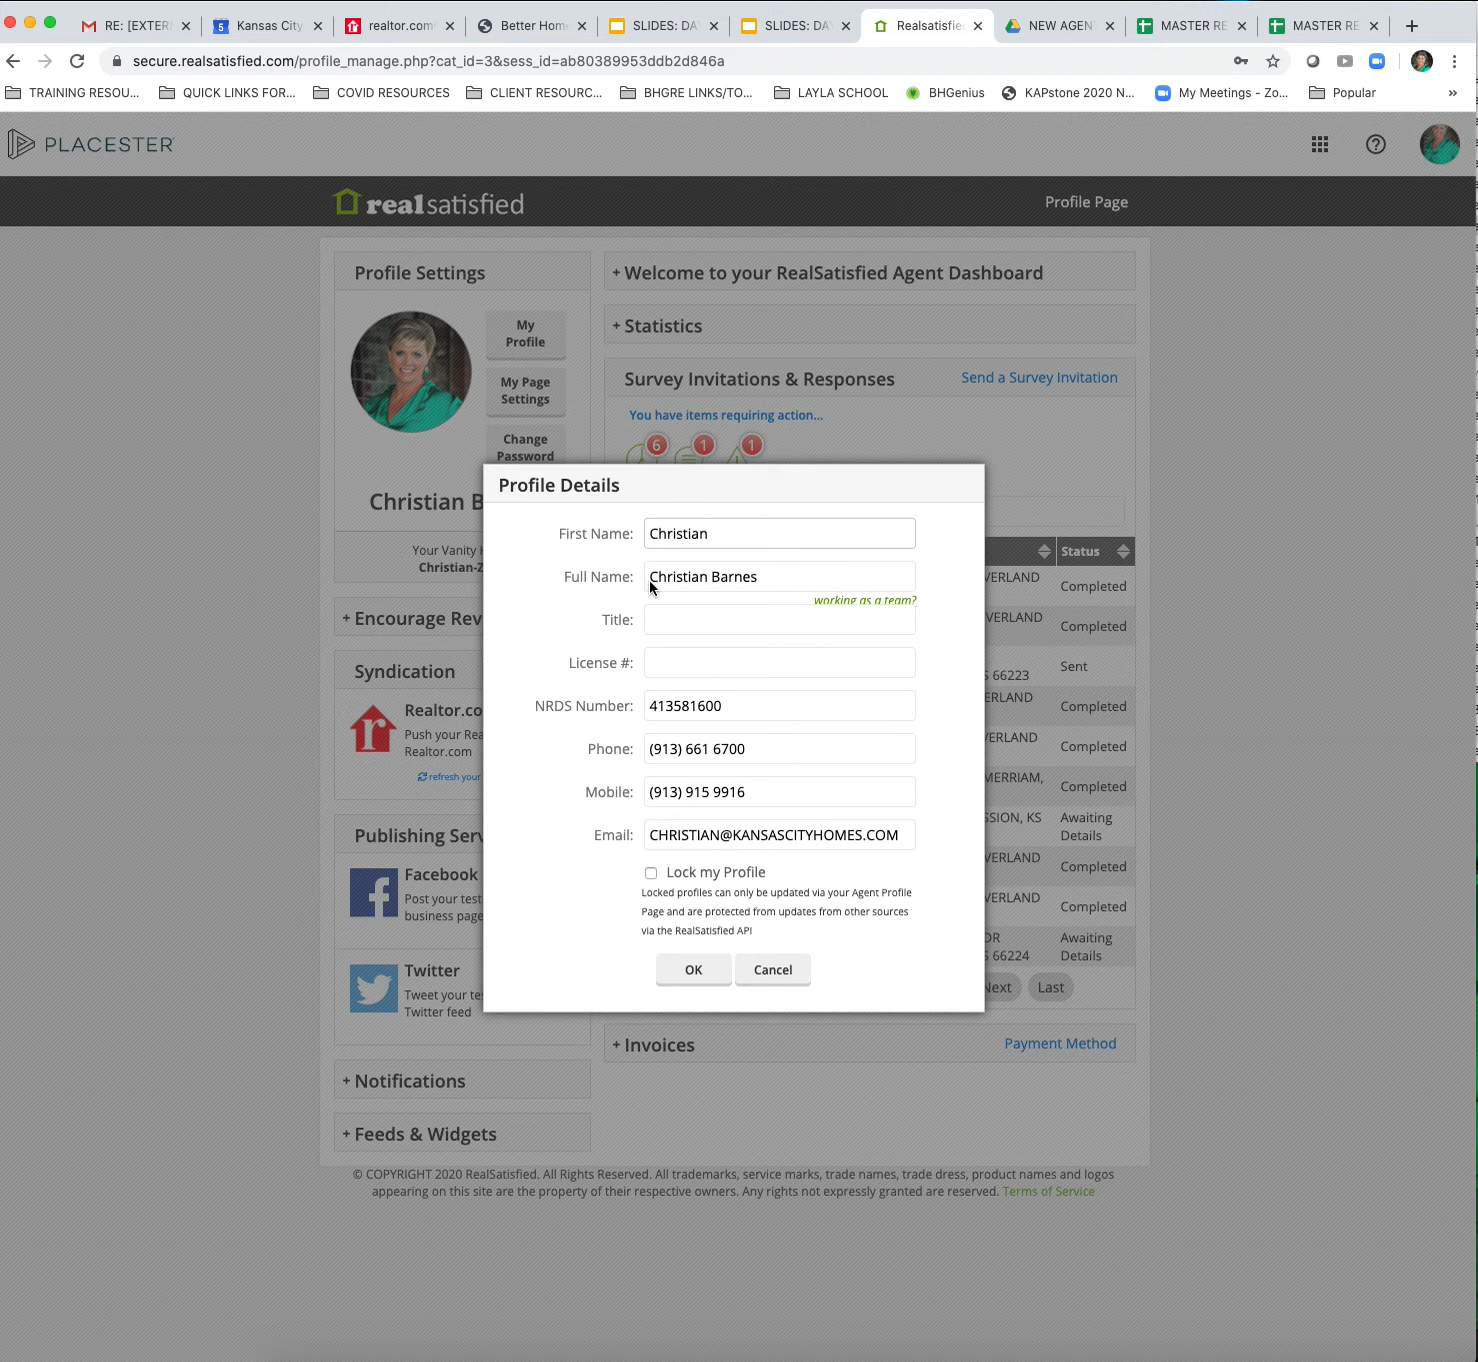 RE: [EXTER
Kansas City
realtor.com
Better Hom
SLIDES: DA
SLIDES: DA
Realsatisfie
NEW AGEN
MASTER RE
MASTER RE
secure.realsatisfied.com/profile_manage.php?cat_id=3&sess_id=ab80389953ddb2d846a
TRAINING RESOU...
QUICK LINKS FOR...
COVID RESOURCES
CLIENT RESOURC...
BHGRE LINKS/TO...
LAYLA SCHOOL
BHGenius
KAPstone 2020 N...
My Meetings - Zo...
Popular
»
PLACESTER
realsatisfied
Profile Page
Profile Settings
My
Profile
My Page
Settings
Change
Password
Christian B
Your Vanity
Christian-Z
+ Encourage Rev
Syndication
Realtor.co
Push your Rea
Realtor.com
refresh your
Publishing Serv
Facebook
Post your test
business page
Twitter
Tweet your te
Twitter feed
+ Notifications
+ Feeds & Widgets
+ Welcome to your RealSatisfied Agent Dashboard
+ Statistics
Survey Invitations & Responses
Send a Survey Invitation
You have items requiring action...
6
1
1
Profile Details
First Name: Christian
Full Name: Christian Barnes
working as a team?
Title:
License #:
NRDS Number: 413581600
Phone: (913) 661 6700
Mobile: (913) 915 9916
Email: CHRISTIAN@KANSASCITYHOMES.COM
Lock my Profile
Locked profiles can only be updated via your Agent Profile
Page and are protected from updates from other sources
via the RealSatisfied API
OK
Cancel
Status
VERLAND
Completed
VERLAND
Completed
S 66223
Sent
ERLAND
Completed
VERLAND
Completed
MERRIAM,
Completed
SSION, KS
Awaiting
Details
VERLAND
Completed
VERLAND
Completed
OR
S 66224
Awaiting
Details
Next
Last
+ Invoices
Payment Method
© COPYRIGHT 2020 RealSatisfied. All Rights Reserved. All trademarks, service marks, trade names, trade dress, product names and logos
appearing on this site are the property of their respective owners. Any rights not expressly granted are reserved. Terms of Service